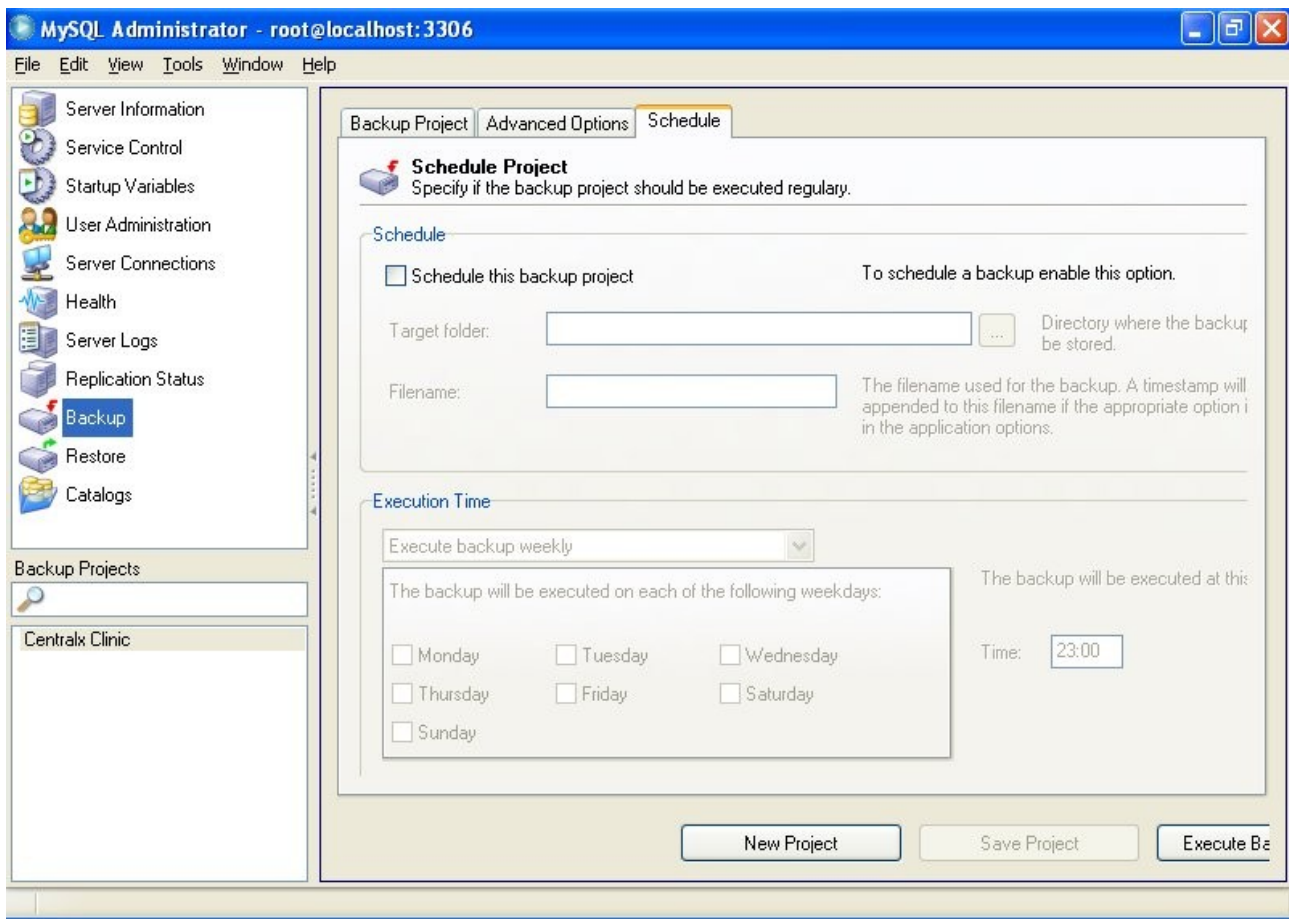 MySQL Administrator - root@localhost:3306
File Edit View Tools Window Help
Server Information
Service Control
Startup Variables
User Administration
Server Connections
Health
Server Logs
Replication Status
Backup
Restore
Catalogs
Backup Projects
Centralx Clinic
Backup Project Advanced Options Schedule
Schedule Project
Specify if the backup project should be executed regulary.
Schedule
Schedule this backup project
To schedule a backup enable this option.
Target folder:
...
Directory where the backup
be stored.
Filename:
The filename used for the backup. A timestamp will
appended to this filename if the appropriate option i
in the application options.
Execution Time
Execute backup weekly
The backup will be executed on each of the following weekdays:
Monday Tuesday Wednesday
Thursday Friday Saturday
Sunday
The backup will be executed at this
Time: 23:00
New Project Save Project Execute Ba